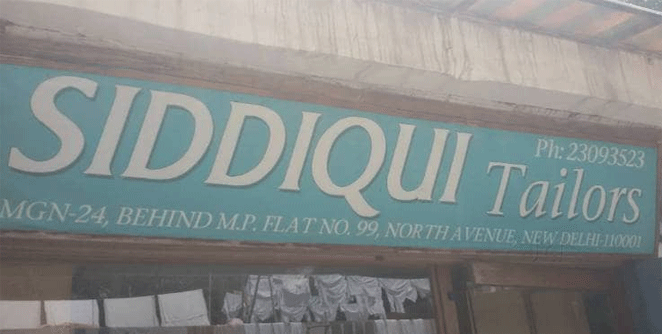 SIDDIQUI
Ph: 23093523
Tailors
MGN-24, BEHIND M.P. FLAT NO. 99, NORTH AVENUE, NEW DELHI-110001